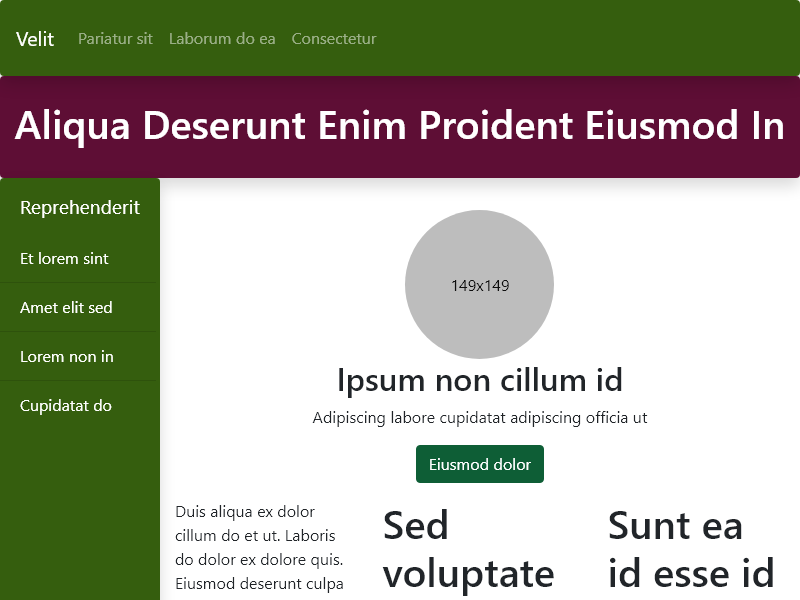 Velit Pariatur sit Laborum do ea Consectetur
Aliqua Deserunt Enim Proident Eiusmod In
Reprehenderit
Et lorem sint
Amet elit sed
Lorem non in
Cupidatat do
149x149
Ipsum non cillum id
Adipiscing labore cupidatat adipiscing officia ut
Eiusmod dolor
Duis aliqua ex dolor
cillum do et ut. Laboris
do dolor ex dolore quis.
Eiusmod deserunt culpa
Sed
voluptate
Sunt ea
id esse id